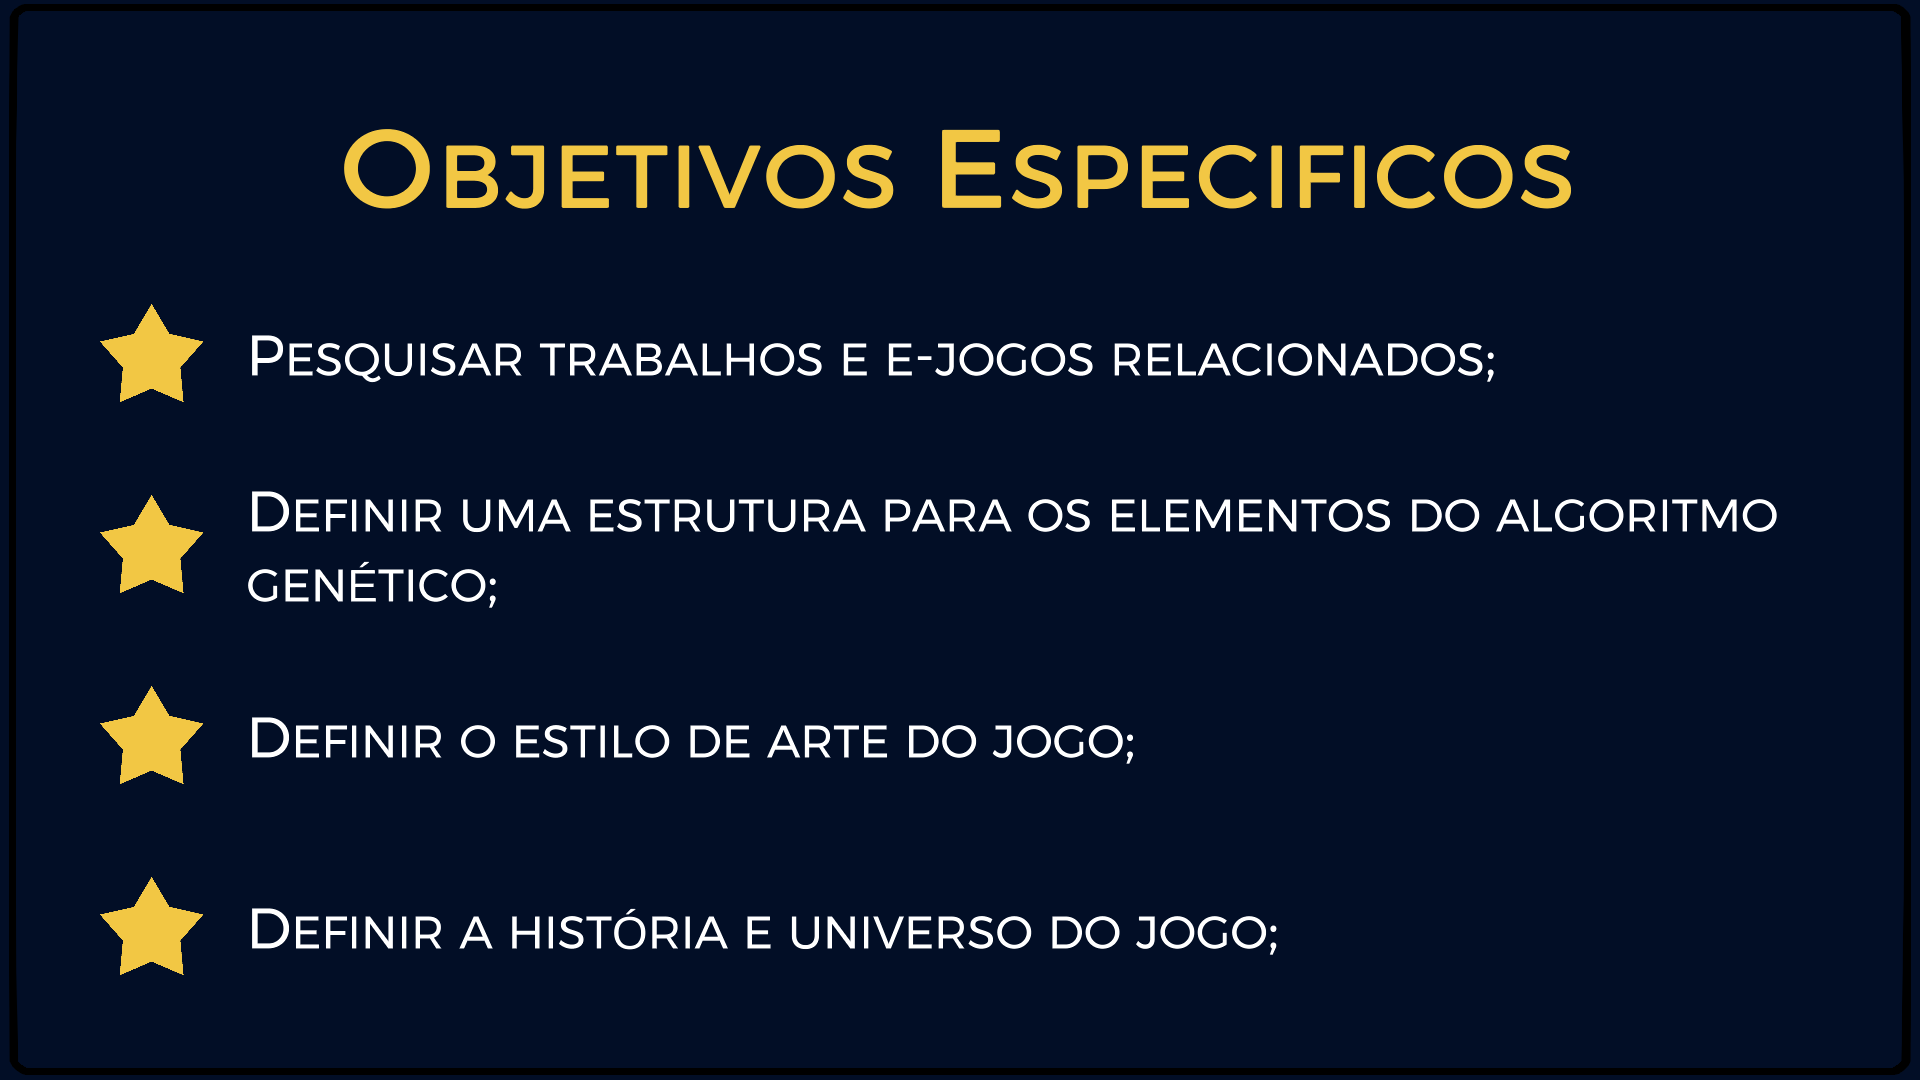 Objetivos Especificos
Pesquisar trabalhos e e-jogos relacionados;
Definir uma estrutura para os elementos do algoritmo
genético;
Definir o estilo de arte do jogo;
Definir a história e universo do jogo;